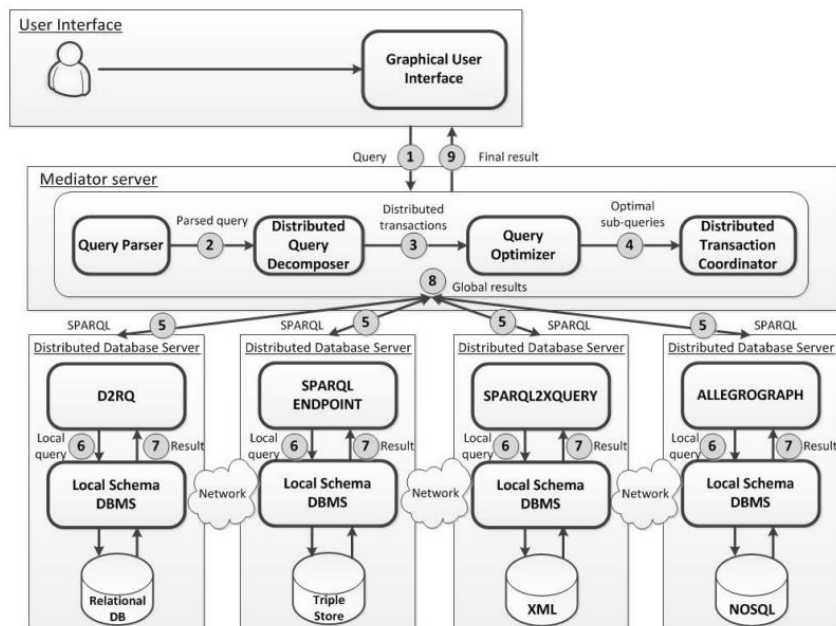 User Interface
Graphical User
Interface
Query
1
9
Final result
Mediator server
Query Parser
Parsed query
2
Distributed
Query
Decomposer
Distributed
transactions
3
Query
Optimizer
Optimal
sub-queries
4
Distributed
Transaction
Coordinator
8
Global results
SPARQL
5
SPARQL
5
5
SPARQL
5
SPARQL
Distributed Database Server
D2RQ
Local
query
6
7
Result
Local Schema
DBMS
Relational
DB
Network
Distributed Database Server
SPARQL
ENDPOINT
Local
query
6
7
Result
Local Schema
DBMS
Triple
Store
Network
Distributed Database Server
SPARQL2XQUERY
Local
query
6
7
Result
Local Schema
DBMS
XML
Network
Distributed Database Server
ALLEGROGRAPH
Local
query
6
7
Result
Local Schema
DBMS
NOSQL